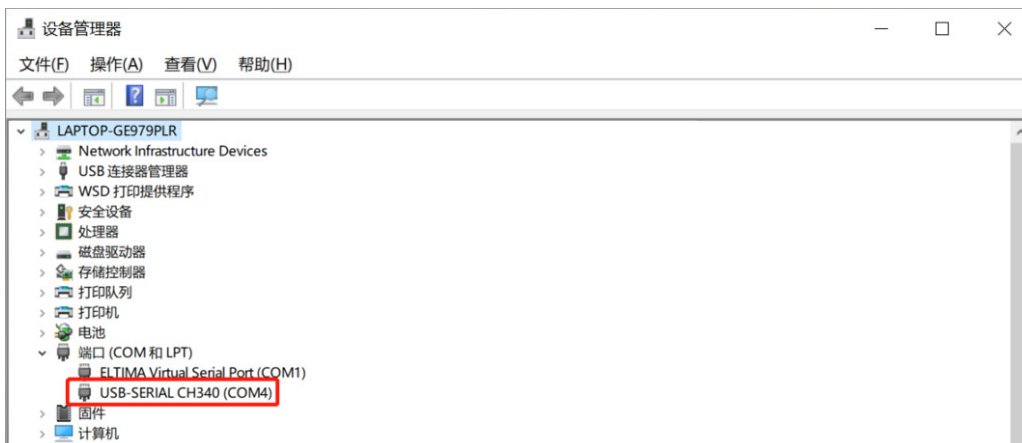 设备管理器
文件(F) 操作(A) 查看(V) 帮助(H)
LAPTOP-GE979PLR
Network Infrastructure Devices
USB 连接器管理器
WSD 打印提供程序
安全设备
处理器
磁盘驱动器
存储控制器
打印队列
打印机
电池
端口 (COM 和 LPT)
ELTIMA Virtual Serial Port (COM1)
USB-SERIAL CH340 (COM4)
固件
计算机